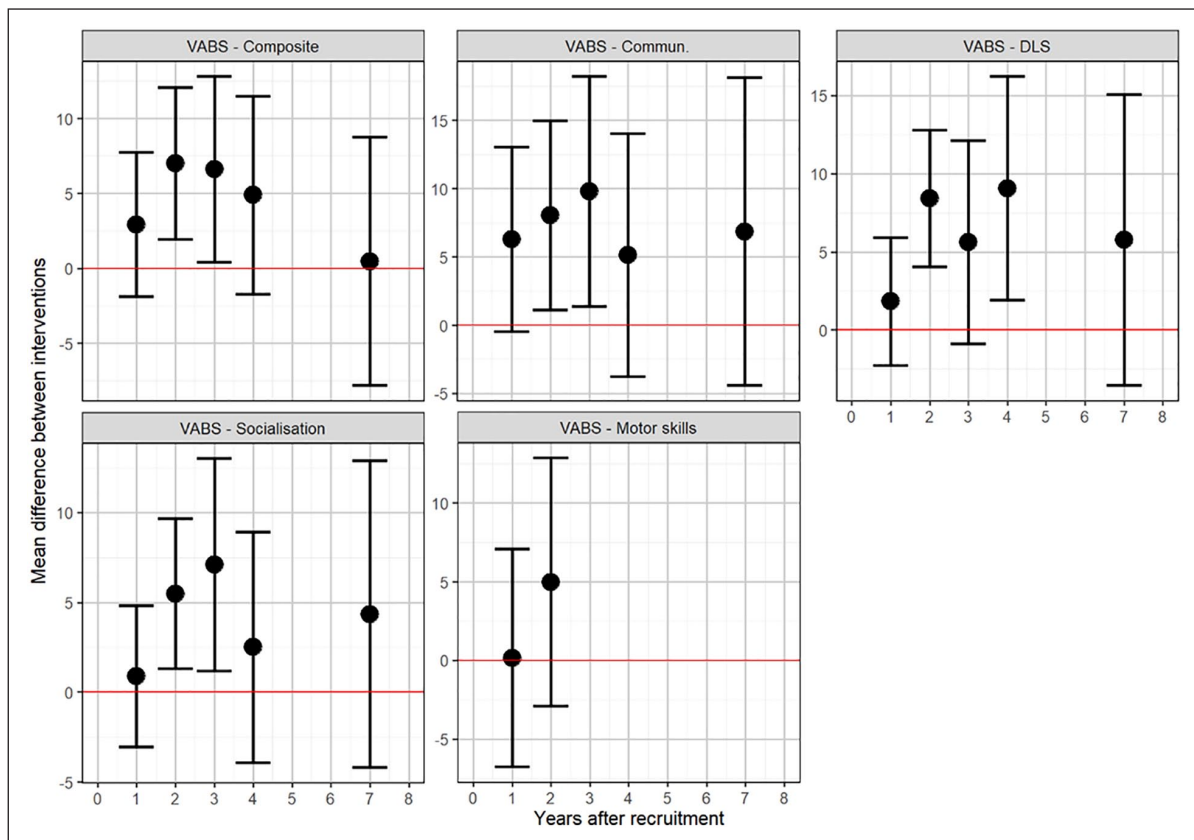 VABS - Composite
VABS - Commun.
VABS - DLS
10
5
0
-5
15
10
5
0
-5
15
10
5
0
0 1 2 3 4 5 6 7 8
VABS - Socialisation
VABS - Motor skills
10
5
0
-5
10
5
0
-5
0 1 2 3 4 5 6 7 8
0 1 2 3 4 5 6 7 8
Mean difference between interventions
Years after recruitment